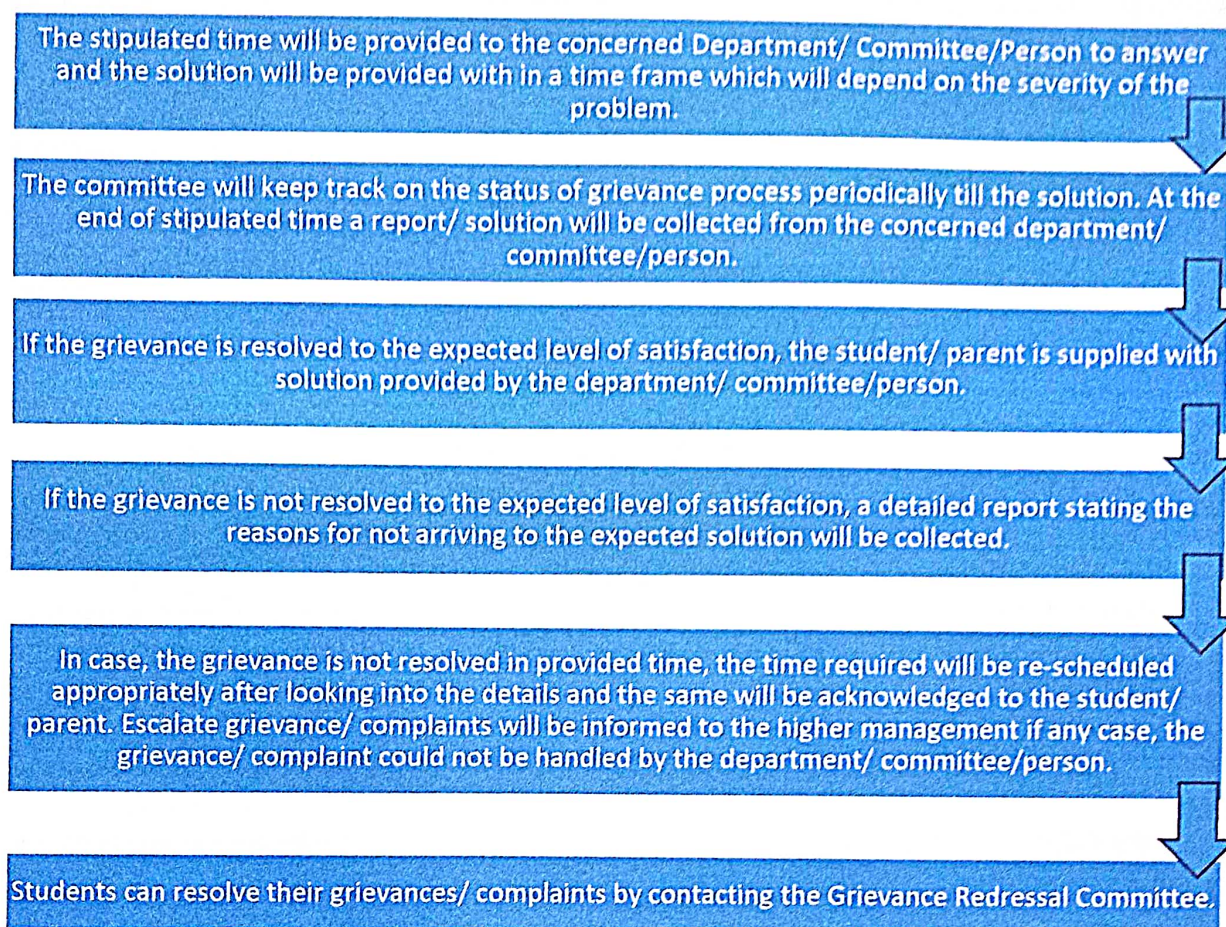 The stipulated time will be provided to the concerned Department/ Committee/Person to answer
and the solution will be provided with in a time frame which will depend on the severity of the
problem.
The committee will keep track on the status of grievance process periodically till the solution. At the
end of stipulated time a report/ solution will be collected from the concerned department/
committee/person.
If the grievance is resolved to the expected level of satisfaction, the student/ parent is supplied with
solution provided by the department/ committee/person.
If the grievance is not resolved to the expected level of satisfaction, a detailed report stating the
reasons for not arriving to the expected solution will be collected.
In case, the grievance is not resolved in provided time, the time required will be re-scheduled
appropriately after looking into the details and the same will be acknowledged to the student/
parent. Escalate grievance/ complaints will be informed to the higher management if any case, the
grievance/ complaint could not be handled by the department/ committee/person.
Students can resolve their grievances/ complaints by contacting the Grievance Redressal Committee.